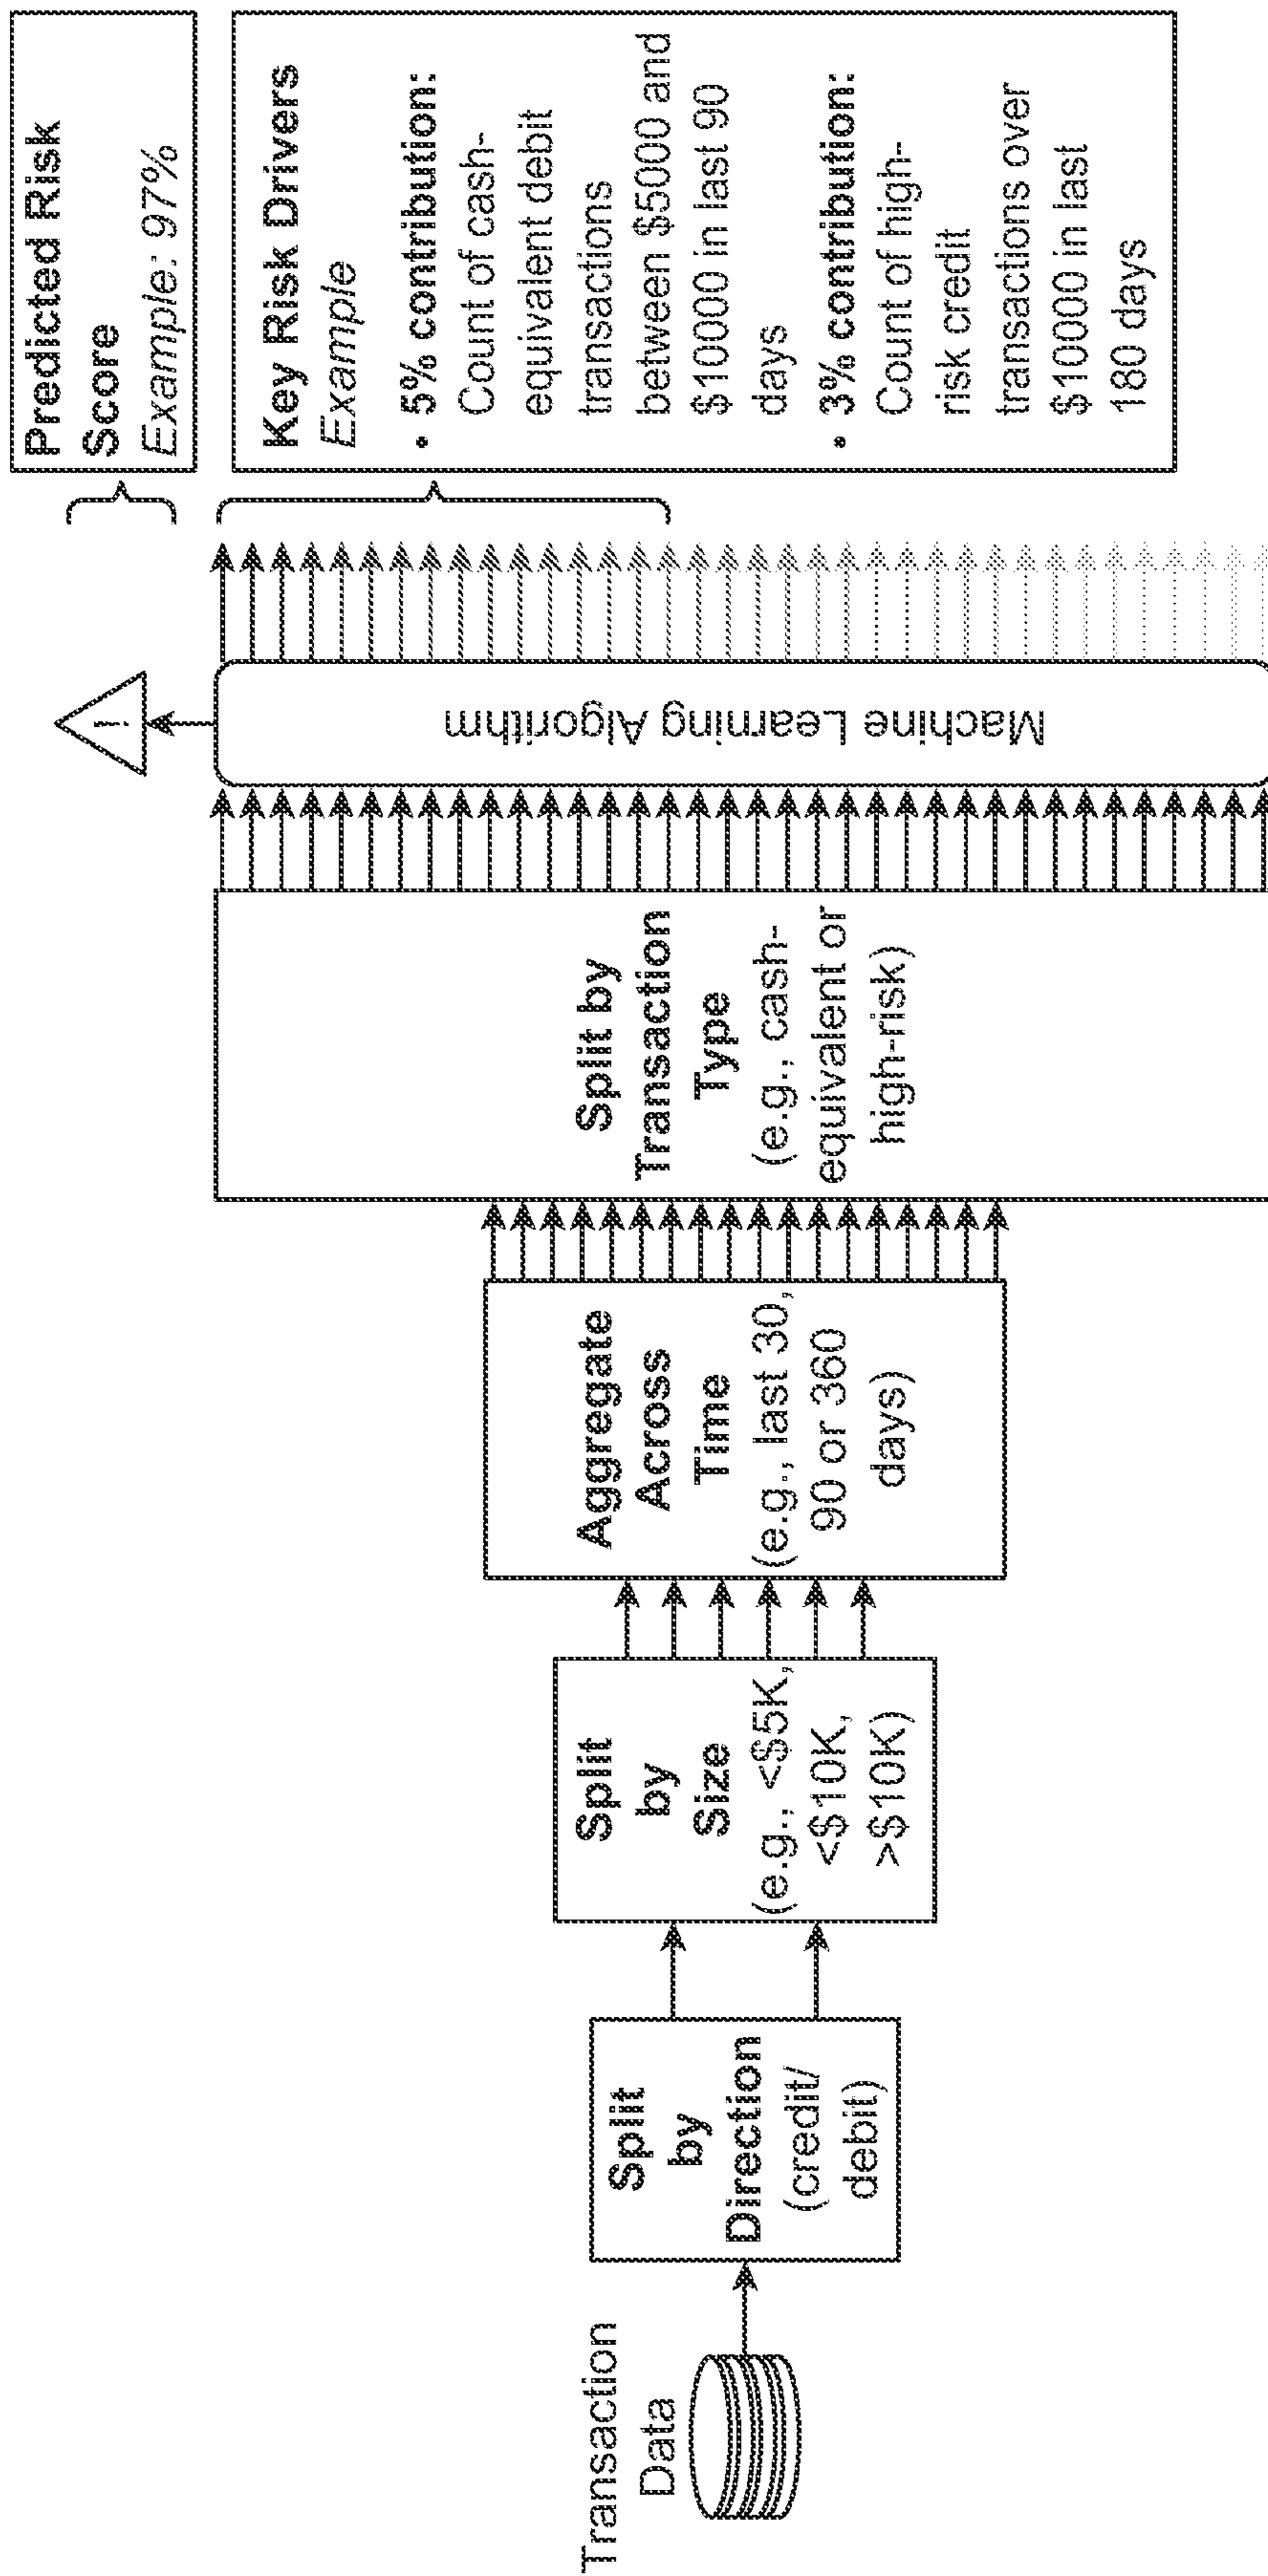 Transaction
Data
Split
by
Direction
(credit/
debit)
Split
by
Size
(e.g., <$5K,
<$10K,
>$10K)
Aggregate
Across
Time
(e.g., last 30,
90 or 360
days)
Split by
Transaction
Type
(e.g., cash-
equivalent or
high-risk)
Machine Learning Algorithm
!
Predicted Risk
Score
Example: 97%
Key Risk Drivers
Example
• 5% contribution:
Count of cash-
equivalent debit
transactions
between $5000 and
$10000 in last 90
days
• 3% contribution:
Count of high-
risk credit
transactions over
$10000 in last
180 days